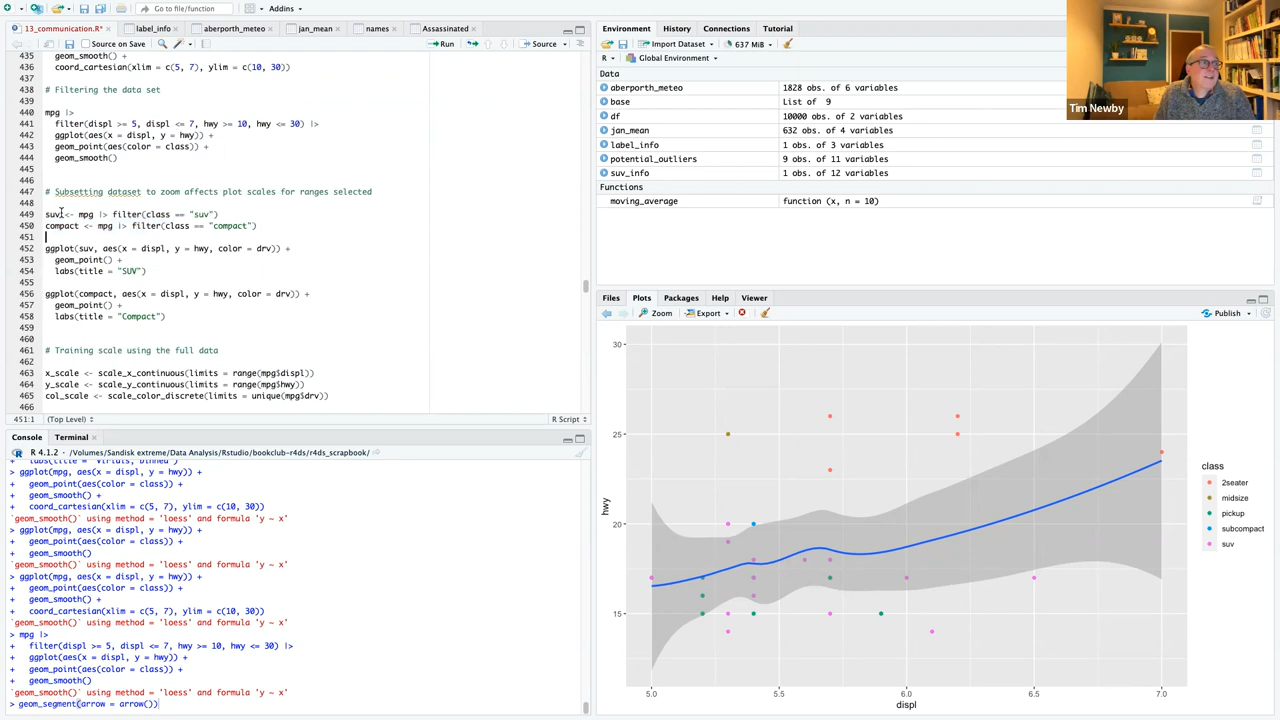 Go to file/function
Addins
13_communication.R*
label_info
aberporth_meteo
jan_mean
names
Assassinated
Source on Save
Run
Source
435
geom_smooth() +
436 coord_cartesian(xlim = c(5, 7), ylim = c(10, 30))
437
438 # Filtering the data set
439
440 mpg |>
441 filter(displ >= 5, displ <= 7, hwy >= 10, hwy <= 30) |>
442 ggplot(aes(x = displ, y = hwy)) +
443 geom_point(aes(color = class)) +
444 geom_smooth()
445
446
447 # Subsetting dataset to zoom affects plot scales for ranges selected
448
449 suv <- mpg |> filter(class == "suv")
450 compact <- mpg |> filter(class == "compact")
451
452 ggplot(suv, aes(x = displ, y = hwy, color = drv)) +
453 geom_point() +
454 labs(title = "SUV")
455
456 ggplot(compact, aes(x = displ, y = hwy, color = drv)) +
457 geom_point() +
458 labs(title = "Compact")
459
460
461 # Training scale using the full data
462
463 x_scale <- scale_x_continuous(limits = range(mpg$displ))
464 y_scale <- scale_y_continuous(limits = range(mpg$hwy))
465 col_scale <- scale_color_discrete(limits = unique(mpg$drv))
466
451:1 (Top Level) R Script
Console Terminal
R 4.1.2 · /Volumes/Sandisk extreme/Data Analysis/Rstudio/bookclub-r4ds/r4ds_scrapbook/
> ggplot(mpg, aes(x = displ, y = hwy)) +
+ geom_point(aes(color = class)) +
+ geom_smooth() +
+ coord_cartesian(xlim = c(5, 7), ylim = c(10, 30))
`geom_smooth()` using method = 'loess' and formula 'y ~ x'
> ggplot(mpg, aes(x = displ, y = hwy)) +
+ geom_point(aes(color = class)) +
+ geom_smooth()
`geom_smooth()` using method = 'loess' and formula 'y ~ x'
> ggplot(mpg, aes(x = displ, y = hwy)) +
+ geom_point(aes(color = class)) +
+ geom_smooth() +
+ coord_cartesian(xlim = c(5, 7), ylim = c(10, 30))
`geom_smooth()` using method = 'loess' and formula 'y ~ x'
> mpg |>
+ filter(displ >= 5, displ <= 7, hwy >= 10, hwy <= 30) |>
+ ggplot(aes(x = displ, y = hwy)) +
+ geom_point(aes(color = class)) +
+ geom_smooth()
`geom_smooth()` using method = 'loess' and formula 'y ~ x'
> geom_segment(arrow = arrow())
Environment History Connections Tutorial
Import Dataset 637 MiB
R Global Environment
Data
aberporth_meteo 1828 obs. of 6 variables
base List of 9
df 10000 obs. of 2 variables
jan_mean 632 obs. of 4 variables
label_info 1 obs. of 3 variables
potential_outliers 9 obs. of 11 variables
suv_info 1 obs. of 12 variables
Functions
moving_average function (x, n = 10)
Tim Newby
Files Plots Packages Help Viewer
Zoom Export Publish
30
25
20
15
hwy
5.0 5.5 6.0 6.5 7.0
displ
class
2seater
midsize
pickup
subcompact
suv